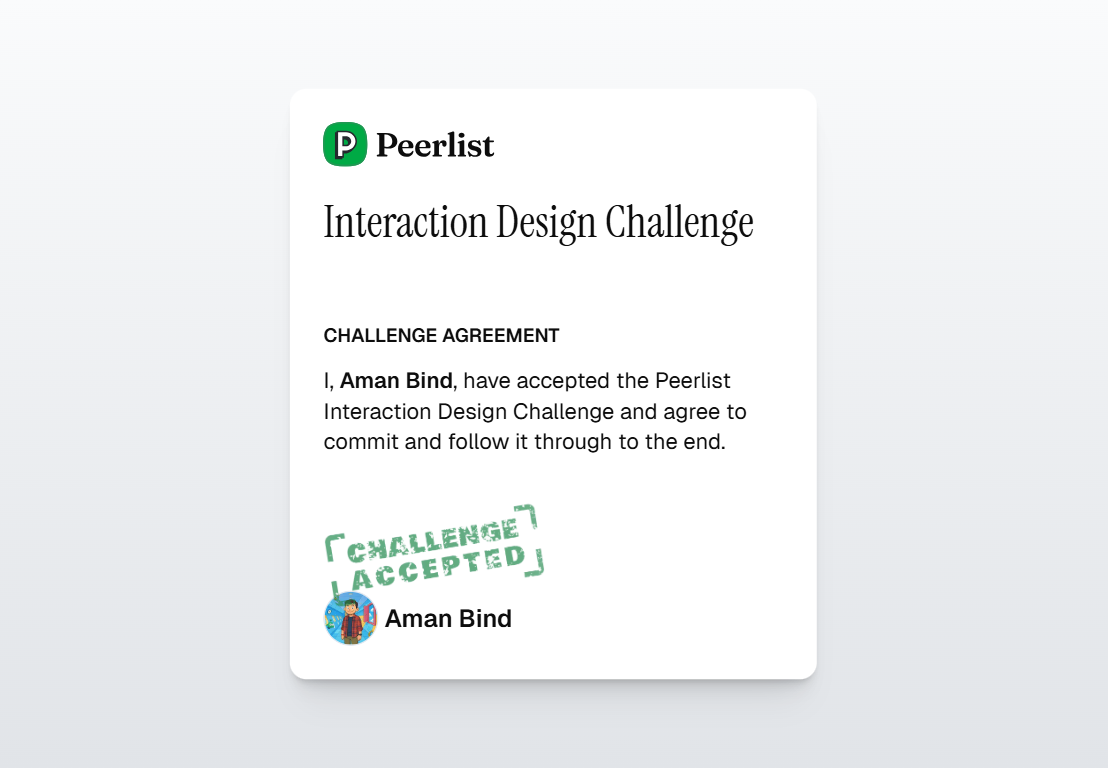 Peerlist
Interaction Design Challenge
CHALLENGE AGREEMENT
I, Aman Bind, have accepted the Peerlist
Interaction Design Challenge and agree to
commit and follow it through to the end.
CHALLENGE
ACCEPTED
Aman Bind